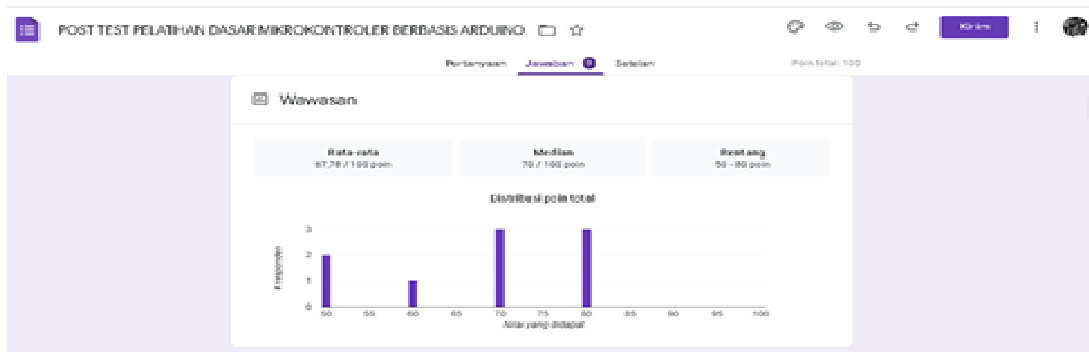 POST TEST PELATIHAN DASAR MIKROKONTROLER BERBASIS ARDUINO
Kirim
Pertanyaan Jawaban 9 Setelan
Poin total: 100
Wawasan
Rata-rata
67,78 / 100 poin
Median
70 / 100 poin
Rentang
50 - 80 poin
Distribusi poin total
# responden
3
2
1
0
50 55 60 65 70 75 80 85 90 95 100
Nilai yang didapat